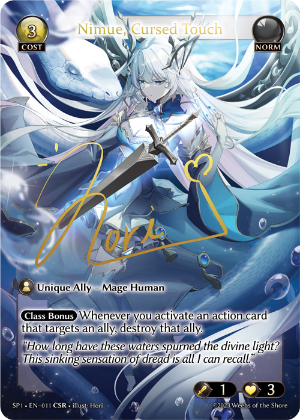 Nimue, Cursed Touch
3
COST
NORM
Hori
Unique Ally Mage Human
Class Bonus Whenever you activate an action card
that targets an ally, destroy that ally.
"How long have these waters spurned the divine light?
This sinking sensation of dread is all I can recall."
1
3
SP1 • EN-011 CSR • illust: Hori
©2023 Weebs of the Shore